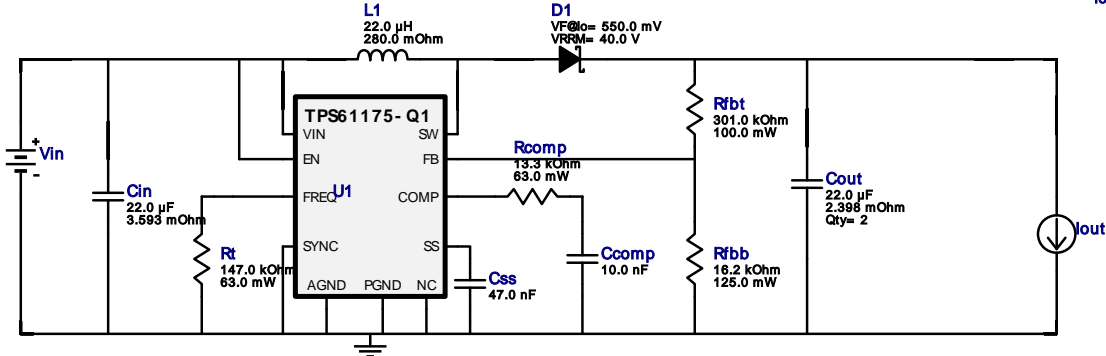 L1
22.0 µH
280.0 mOhm
D1
VF@Io= 550.0 mV
VRRM= 40.0 V
TPS61175-Q1
VIN
SW
EN
FB
FREQ
U1
COMP
SYNC
SS
AGND
PGND
NC
Vin
Cin
22.0 µF
3.593 mOhm
Rt
147.0 kOhm
63.0 mW
Rcomp
13.3 kOhm
63.0 mW
Ccomp
10.0 nF
Css
47.0 nF
Rfbt
301.0 kOhm
100.0 mW
Rfbb
16.2 kOhm
125.0 mW
Cout
22.0 µF
2.398 mOhm
Qty= 2
Iout